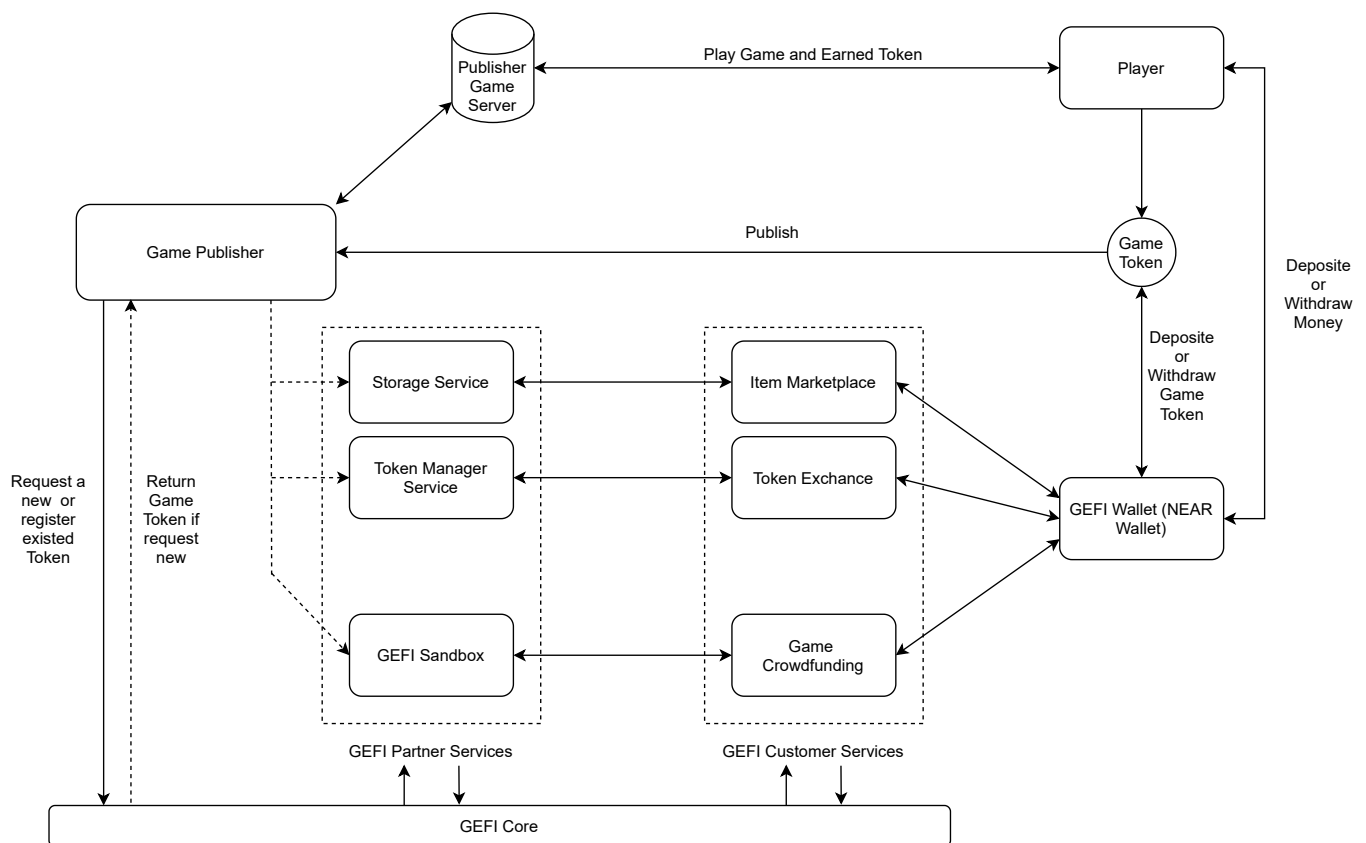 Play Game and Earned Token
Publisher
Game
Server
Player
Game Publisher
Publish
Game
Token
Deposite
or
Withdraw
Money
Deposite
or
Withdraw
Game
Token
Storage Service
Item Marketplace
Token Manager
Service
Token Exchance
Request a
new or
register
existed
Token
Return
Game
Token if
request
new
GEFI Wallet (NEAR
Wallet)
GEFI Sandbox
Game
Crowdfunding
GEFI Partner Services
GEFI Customer Services
GEFI Core